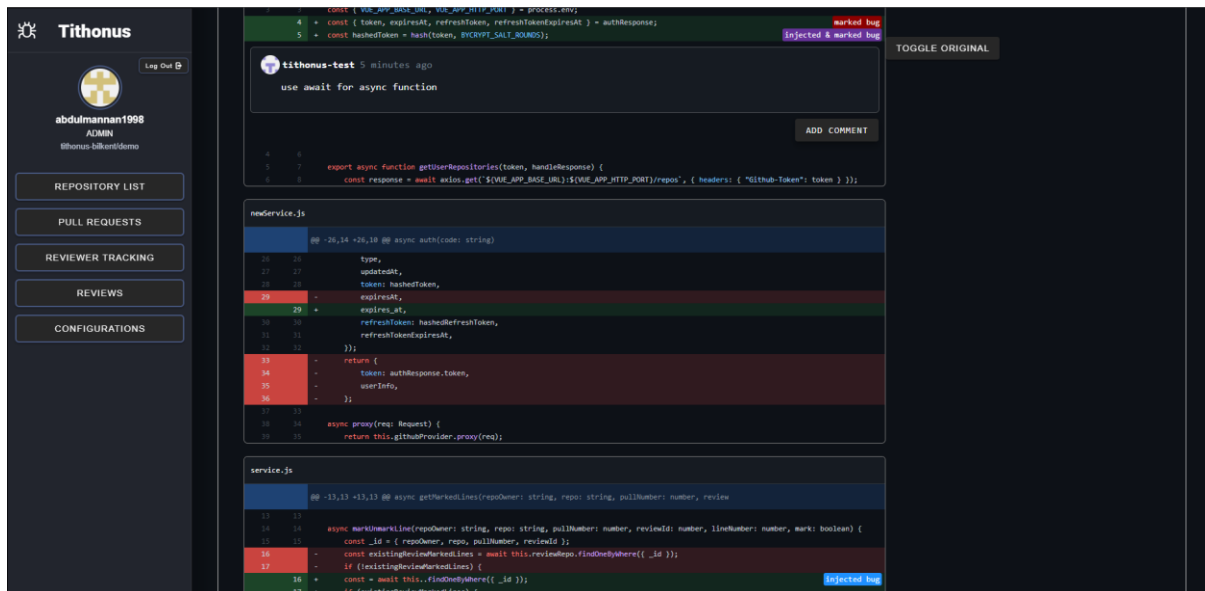 Tithonus
Log Out
abdulmannan1998
ADMIN
tithonus-bilkent/demo
REPOSITORY LIST
PULL REQUESTS
REVIEWER TRACKING
REVIEWS
CONFIGURATIONS
3 3 const { VUE_APP_BASE_URL, VUE_APP_HTTP_PORT } = process.env;
4 + const { token, expiresAt, refreshToken, refreshTokenExpiresAt } = authResponse; marked bug
5 + const hashedToken = hash(token, BYCRYPT_SALT_ROUNDS); injected & marked bug
TOGGLE ORIGINAL
tithonus-test 5 minutes ago
use await for async function
ADD COMMENT
4 6
5 7 export async function getUserRepositories(token, handleResponse) {
6 8 const response = await axios.get(`${VUE_APP_BASE_URL}:${VUE_APP_HTTP_PORT}/repos`, { headers: { "Github-Token": token } });
newService.js
@@ -26,14 +26,10 @@ async auth(code: string)
26 26 type,
27 27 updatedAt,
28 28 token: hashedToken,
29 - expiresAt,
29 + expires_at,
30 30 refreshToken: hashedRefreshToken,
31 31 refreshTokenExpiresAt,
32 32 });
33 - return {
34 - token: authResponse.token,
35 - userInfo,
36 - };
37 33
38 34 async proxy(req: Request) {
39 35 return this.githubProvider.proxy(req);
service.js
@@ -13,13 +13,13 @@ async getMarkedLines(repoOwner: string, repo: string, pullNumber: number, review
13 13
14 14 async markUnmarkLine(repoOwner: string, repo: string, pullNumber: number, reviewId: number, lineNumber: number, mark: boolean) {
15 15 const _id = { repoOwner, repo, pullNumber, reviewId };
16 - const existingReviewMarkedLines = await this.reviewRepo.findOneByWhere({ _id });
17 - if (!existingReviewMarkedLines) {
16 + const = await this..findOneByWhere({ _id }); injected bug